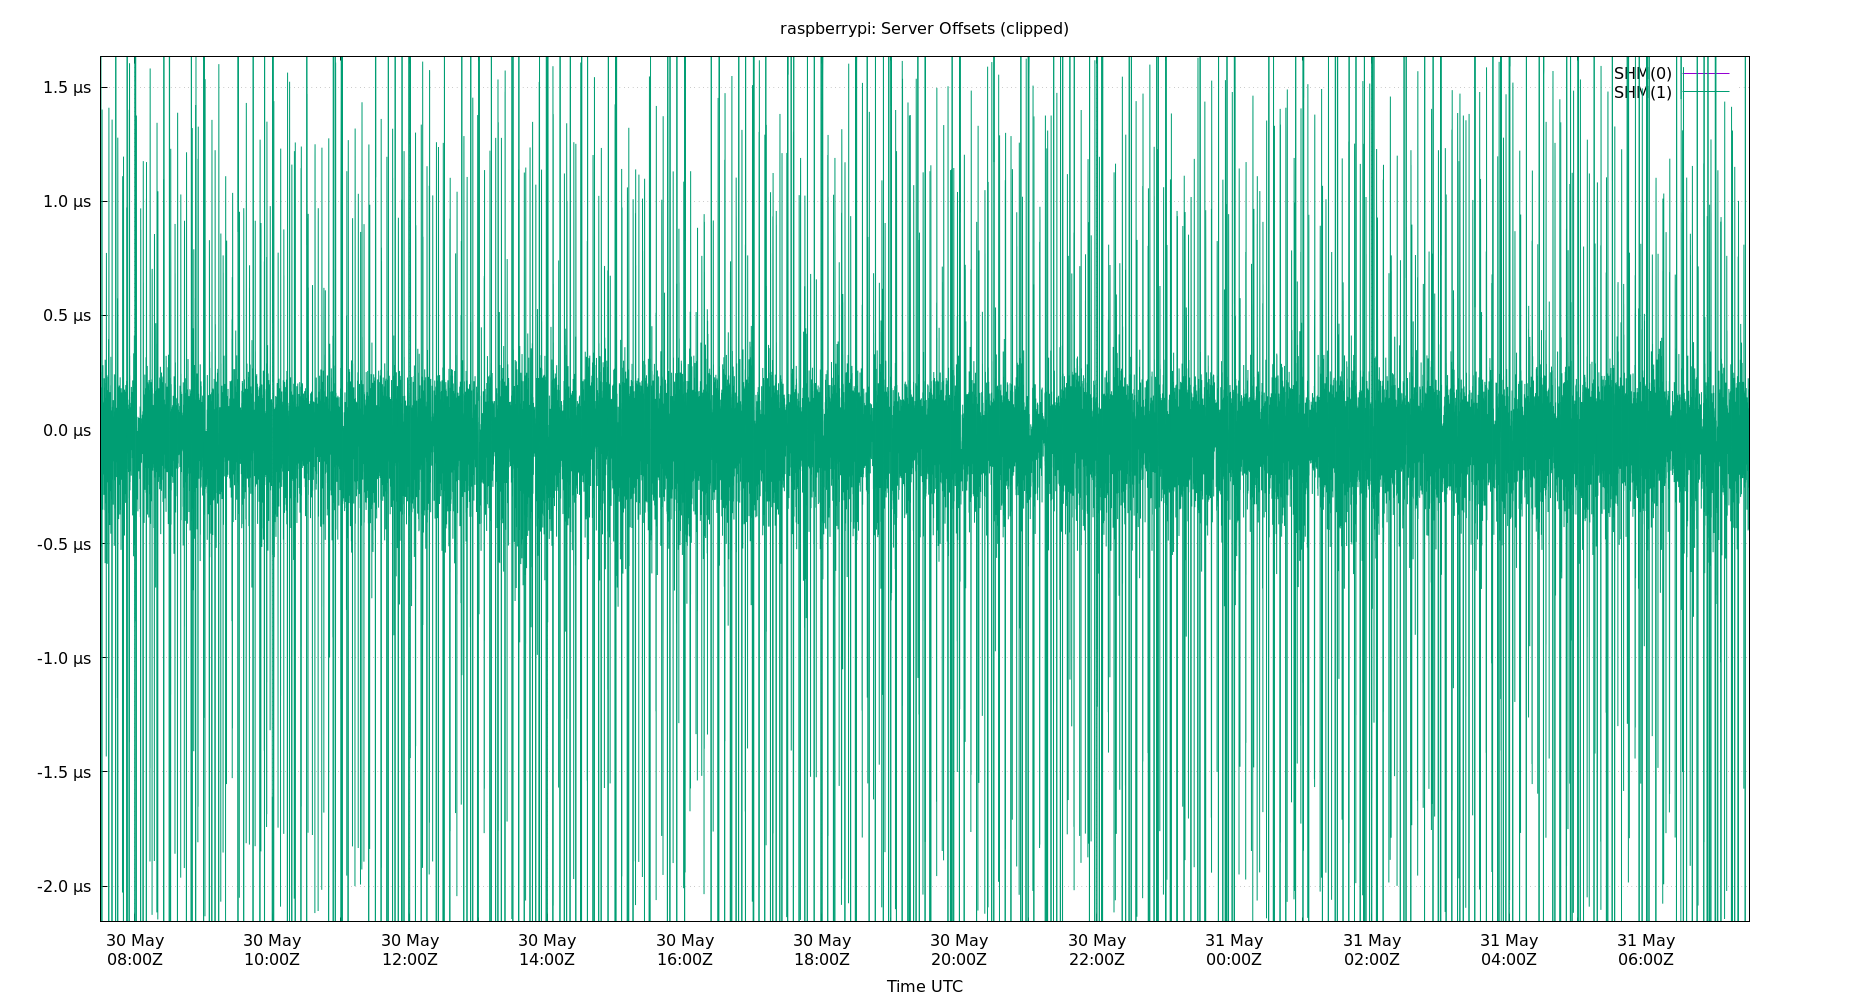 raspberrypi: Server Offsets (clipped)
SHM(0)
SHM(1)
1.5 µs
1.0 µs
0.5 µs
0.0 µs
-0.5 µs
-1.0 µs
-1.5 µs
-2.0 µs
30 May 30 May 30 May 30 May 30 May 30 May 30 May 30 May 31 May 31 May 31 May 31 May
08:00Z 10:00Z 12:00Z 14:00Z 16:00Z 18:00Z 20:00Z 22:00Z 00:00Z 02:00Z 04:00Z 06:00Z
Time UTC